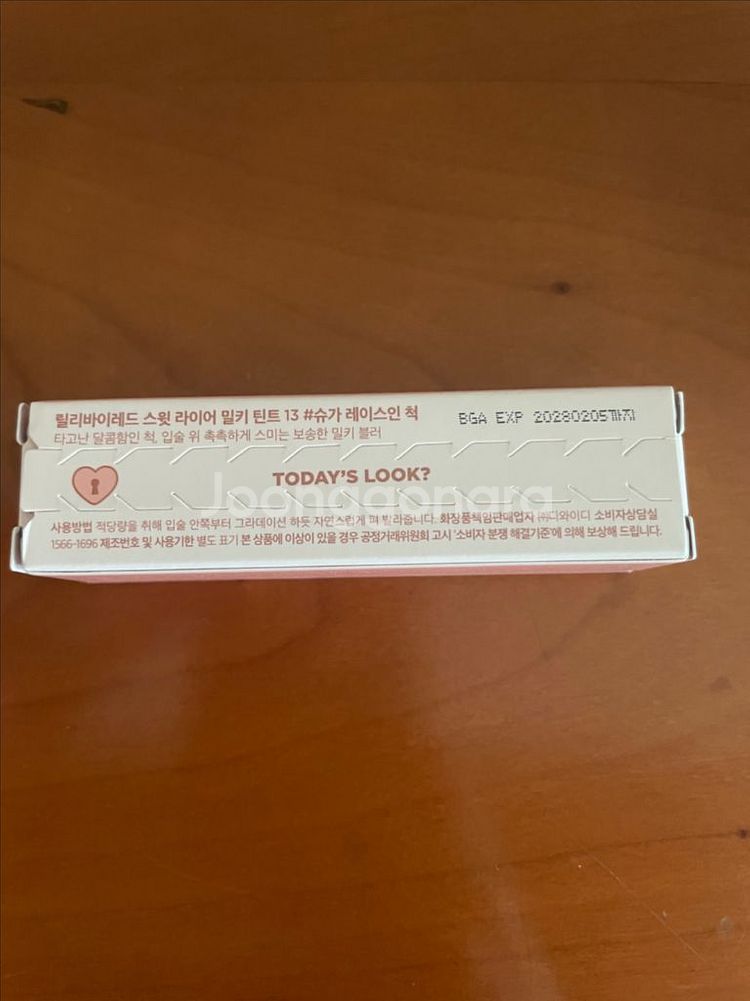 릴리바이레드 스윗 라이어 밀키 틴트 13 #슈가 레이스인 척
BGA EXP 20280205까지
타고난 달콤함인 척, 입술 위 촉촉하게 스미는 보송한 밀키 블러
TODAY'S LOOK?
Joonggonara
사용방법 적당량을 취해 입술 안쪽부터 그라데이션 하듯 자연스럽게 펴 발라줍니다. 화장품책임판매업자 ㈜디와이디 소비자상담실
1566-1696 제조번호 및 사용기한 별도 표기 본 상품에 이상이 있을 경우 공정거래위원회 고시 '소비자 분쟁 해결기준'에 의해 보상해 드립니다.